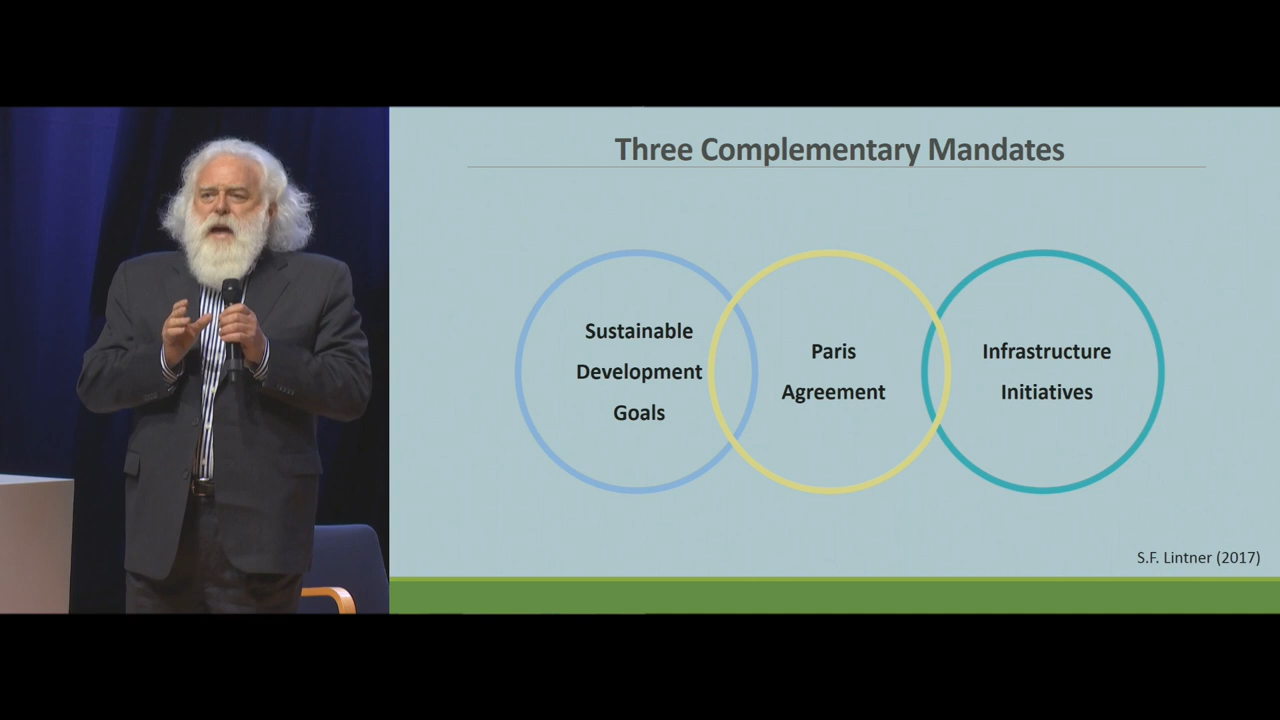 Three Complementary Mandates
Sustainable
Development
Goals
Paris
Agreement
Infrastructure
Initiatives
S.F. Lintner (2017)